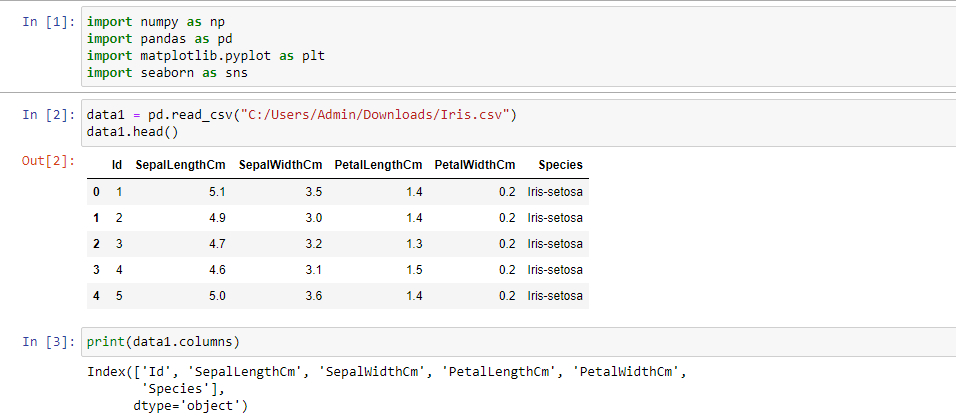 In [1]: import numpy as np
import pandas as pd
import matplotlib.pyplot as plt
import seaborn as sns
In [2]: data1 = pd.read_csv("C:/Users/Admin/Downloads/Iris.csv")
data1.head()
Out[2]:
Id SepalLengthCm SepalWidthCm PetalLengthCm PetalWidthCm Species
0 1 5.1 3.5 1.4 0.2 Iris-setosa
1 2 4.9 3.0 1.4 0.2 Iris-setosa
2 3 4.7 3.2 1.3 0.2 Iris-setosa
3 4 4.6 3.1 1.5 0.2 Iris-setosa
4 5 5.0 3.6 1.4 0.2 Iris-setosa
In [3]: print(data1.columns)
Index(['Id', 'SepalLengthCm', 'SepalWidthCm', 'PetalLengthCm', 'PetalWidthCm',
'Species'],
dtype='object')